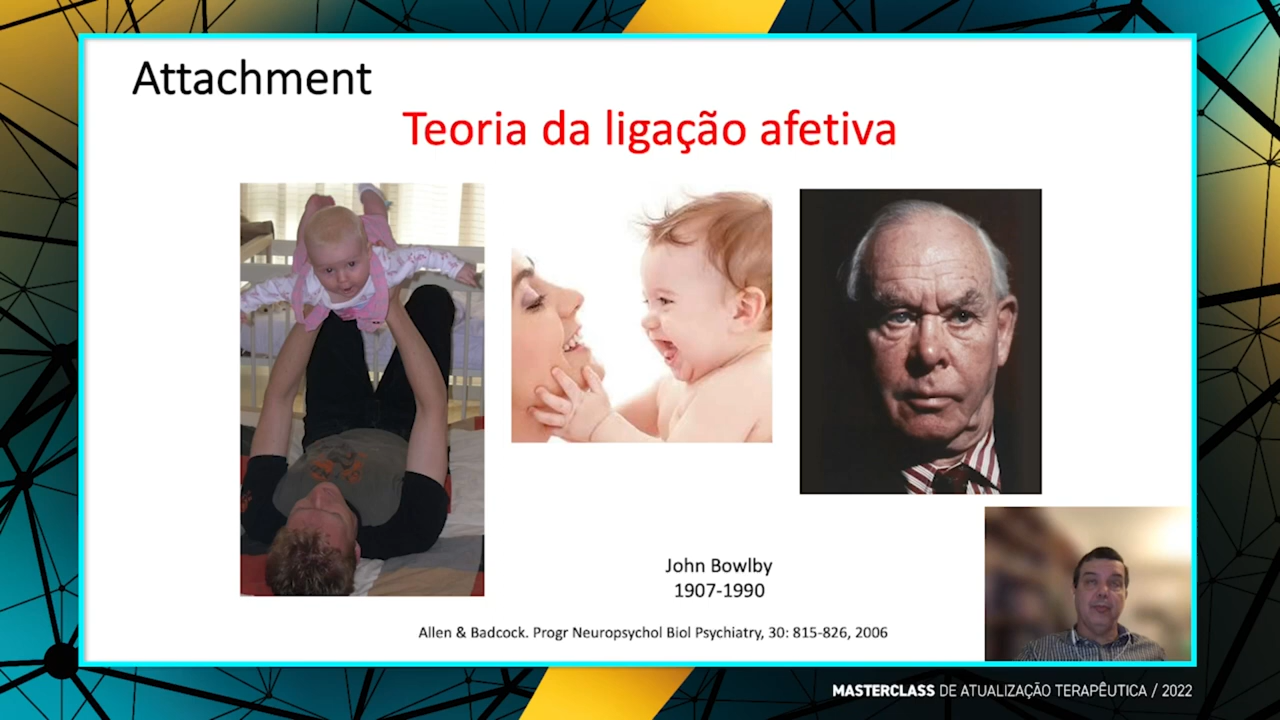 Attachment
Teoria da ligação afetiva
John Bowlby
1907-1990
Allen & Badcock. Progr Neuropsychol Biol Psychiatry, 30: 815-826, 2006
MASTERCLASS DE ATUALIZAÇÃO TERAPÊUTICA / 2022